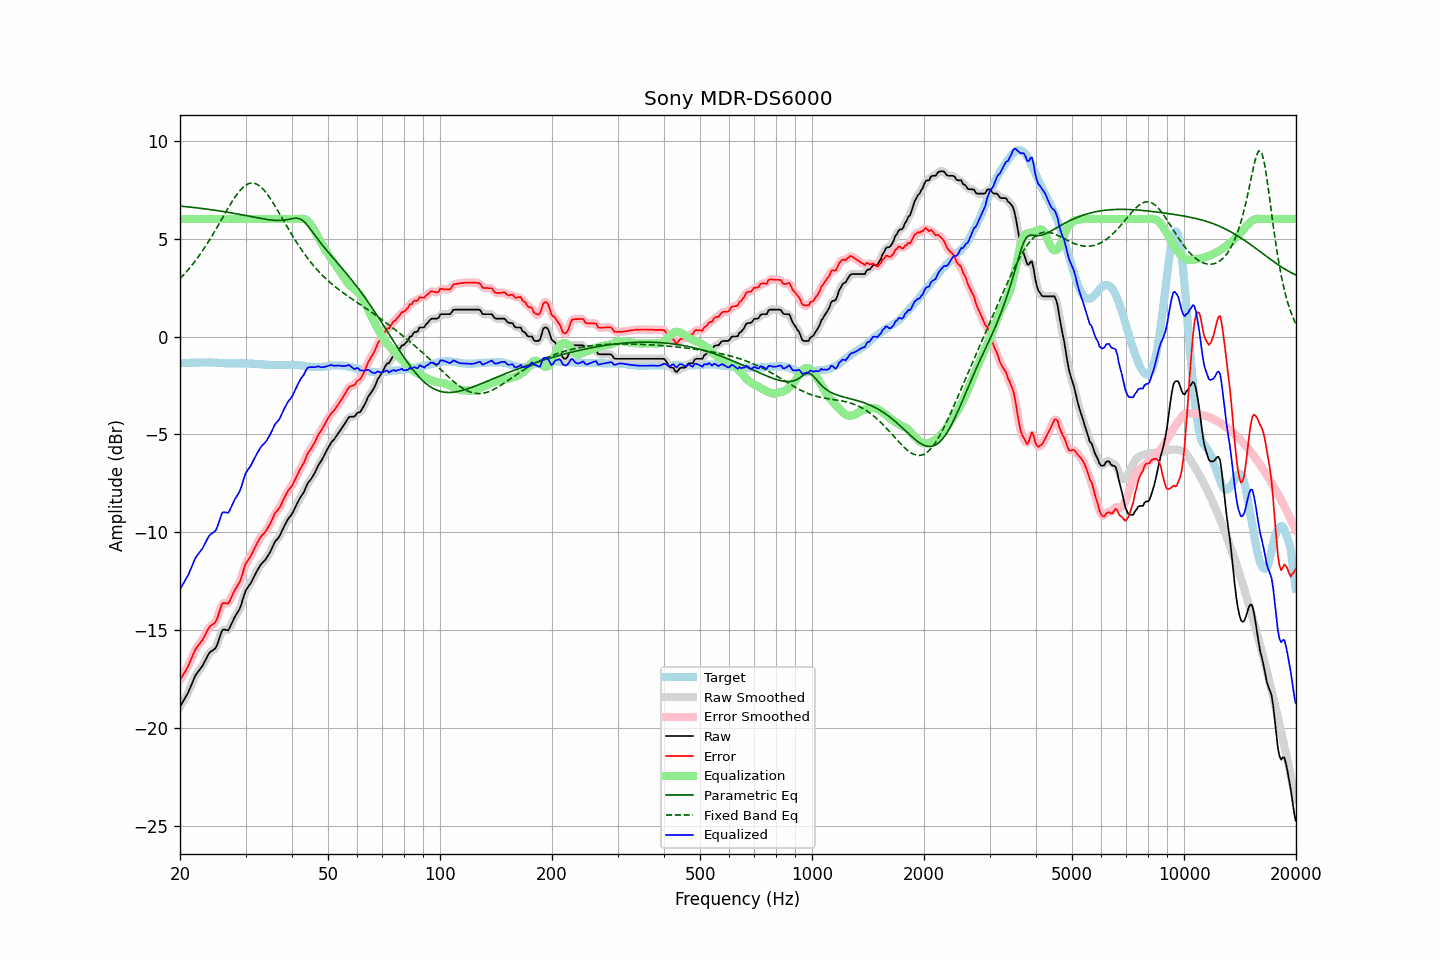 Sony MDR-DS6000
Amplitude (dBr)
10
5
0
−5
−10
−15
−20
−25
Target
Raw Smoothed
Error Smoothed
Raw
Error
Equalization
Parametric Eq
Fixed Band Eq
Equalized
20 50 100 200 500 1000 2000 5000 10000 20000
Frequency (Hz)